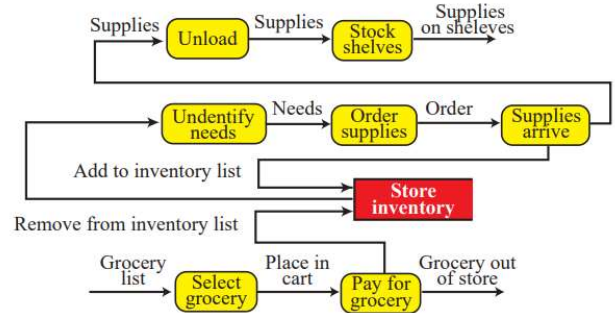 Supplies
Unload
Supplies
Stock
shelves
Supplies
on sheleves
Undentify
needs
Needs
Order
supplies
Order
Supplies
arrive
Add to inventory list
Store
inventory
Remove from inventory list
Grocery
list
Select
grocery
Place in
cart
Pay for
grocery
Grocery out
of store